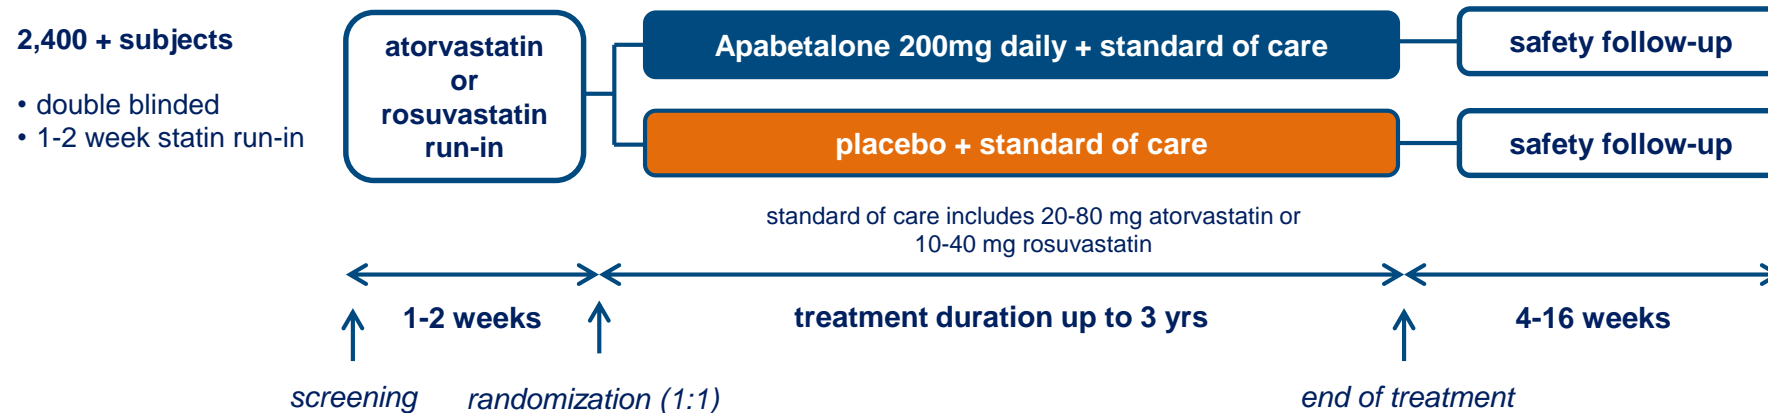 2,400 + subjects
• double blinded
• 1-2 week statin run-in
atorvastatin
or
rosuvastatin
run-in
Apabetalone 200mg daily + standard of care
safety follow-up
placebo + standard of care
safety follow-up
standard of care includes 20-80 mg atorvastatin or
10-40 mg rosuvastatin
1-2 weeks
treatment duration up to 3 yrs
4-16 weeks
screening
randomization (1:1)
end of treatment